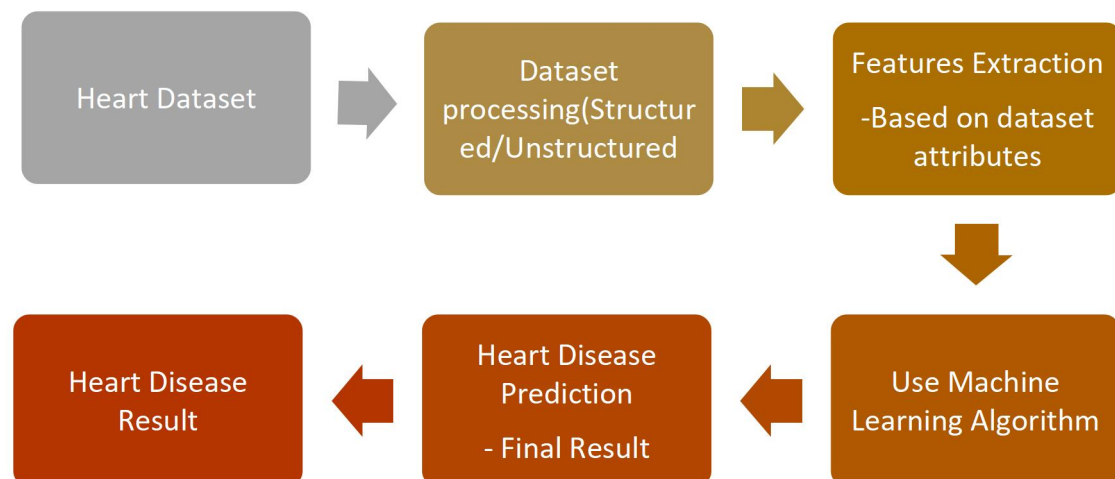 Heart Dataset
Dataset
processing(Structur
ed/Unstructured
Features Extraction
-Based on dataset
attributes
Use Machine
Learning Algorithm
Heart Disease
Prediction
- Final Result
Heart Disease
Result